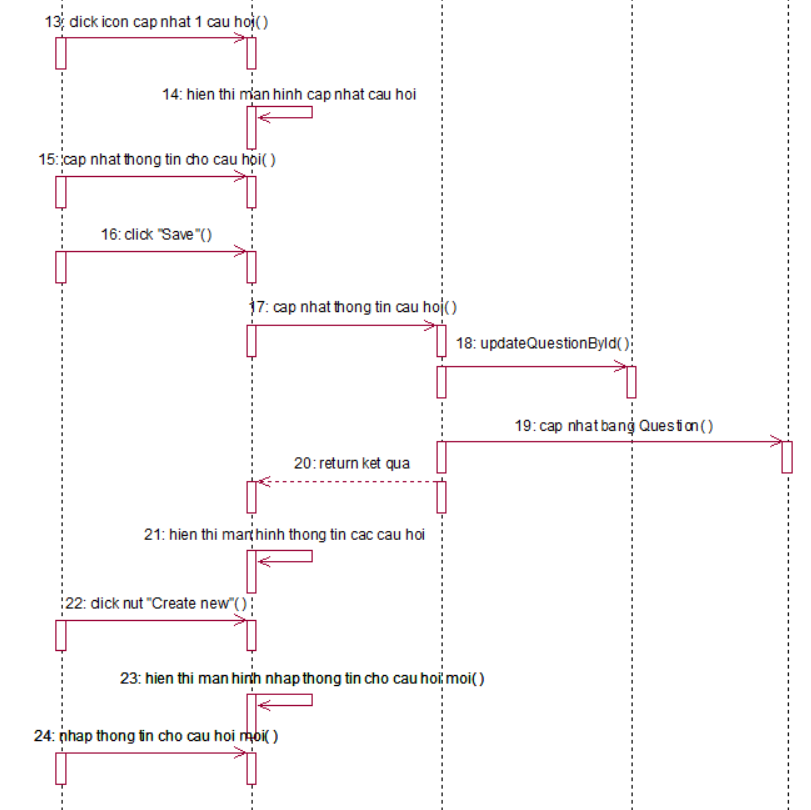 13: click icon cap nhat 1 cau hoi()
14: hien thi man hinh cap nhat cau hoi
15: cap nhat thong tin cho cau hoi()
16: click "Save"()
17: cap nhat thong tin cau hoi()
18: updateQuestionById()
19: cap nhat bang Question()
20: return ket qua
21: hien thi man hinh thong tin cac cau hoi
22: click nut "Create new"()
23: hien thi man hinh nhap thong tin cho cau hoi moi()
24: nhap thong tin cho cau hoi moi()